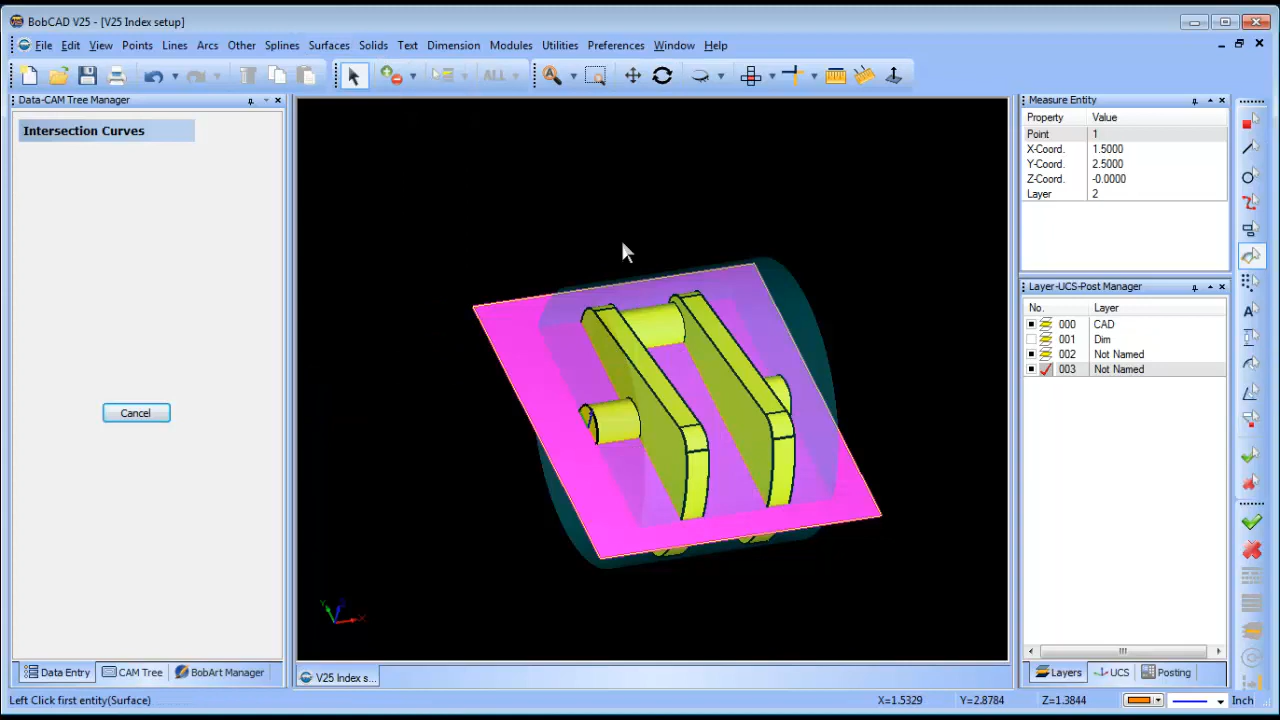 BobCAD V25 - [V25 Index setup]
File Edit View Points Lines Arcs Other Splines Surfaces Solids Text Dimension Modules Utilities Preferences Window Help
ALL
Data-CAM Tree Manager
Intersection Curves
Cancel
Data Entry CAM Tree BobArt Manager
Y Z X
V25 Index s...
Measure Entity
Property Value
Point 1
X-Coord. 1.5000
Y-Coord. 2.5000
Z-Coord. -0.0000
Layer 2
Layer-UCS-Post Manager
No. Layer
000 CAD
001 Dim
002 Not Named
003 Not Named
Layers UCS Posting
Left Click first entity(Surface) X=1.5329 Y=2.8784 Z=1.3844 Inch